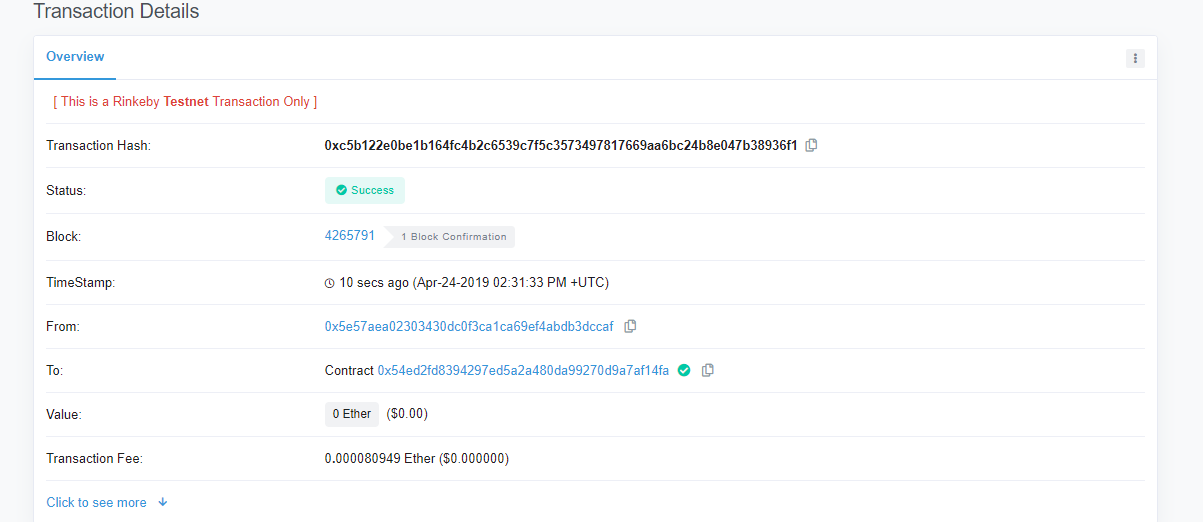 Transaction Details
Overview
[ This is a Rinkeby Testnet Transaction Only ]
Transaction Hash: 0xc5b122e0be1b164fc4b2c6539c7f5c3573497817669aa6bc24b8e047b38936f1
Status: Success
Block: 4265791 1 Block Confirmation
TimeStamp: 10 secs ago (Apr-24-2019 02:31:33 PM +UTC)
From: 0x5e57aea02303430dc0f3ca1ca69ef4abdb3dccaf
To: Contract 0x54ed2fd8394297ed5a2a480da99270d9a7af14fa
Value: 0 Ether ($0.00)
Transaction Fee: 0.000080949 Ether ($0.000000)
Click to see more